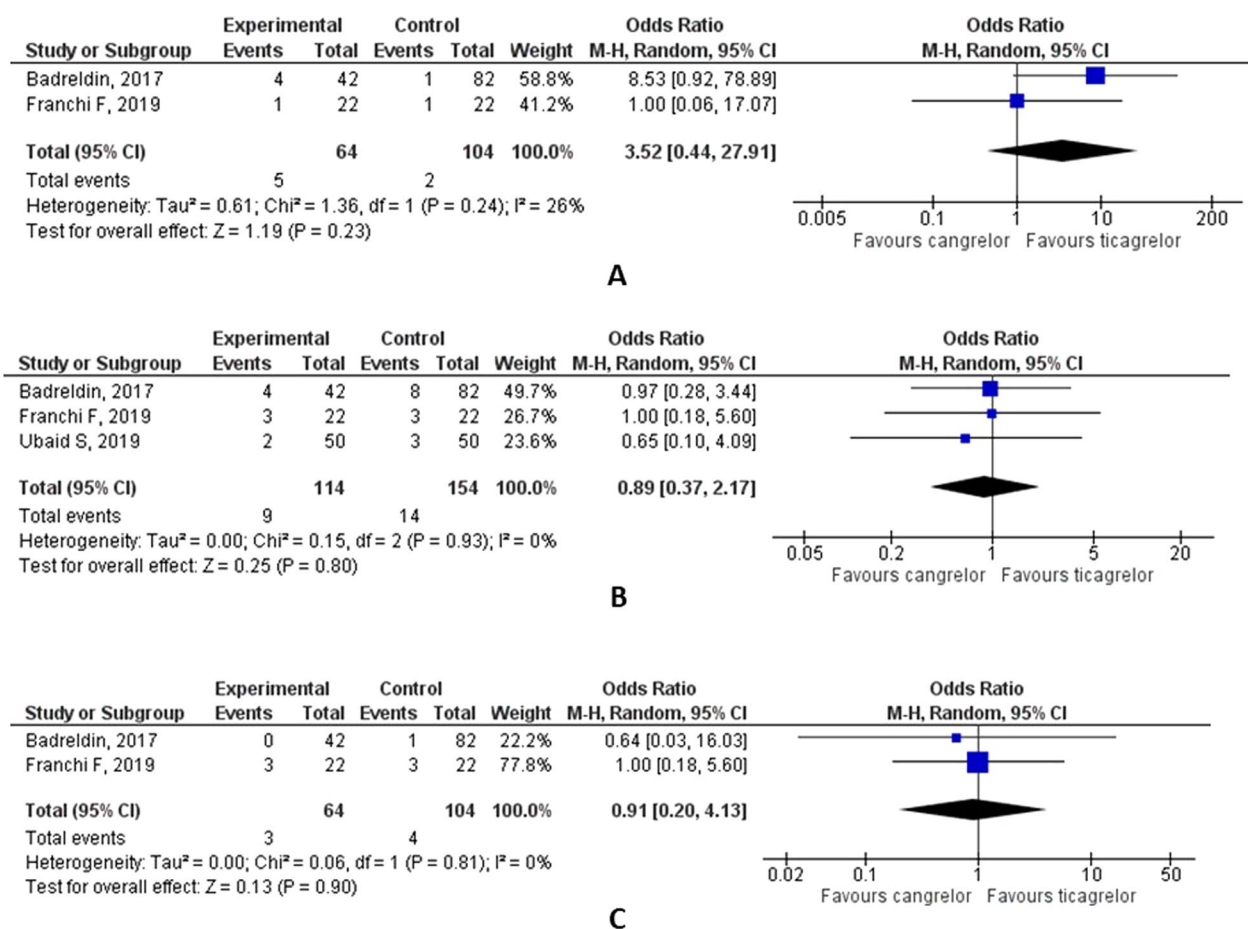 Experimental Control Odds Ratio Odds Ratio
Study or Subgroup Events Total Events Total Weight M-H, Random, 95% CI M-H, Random, 95% CI
Badreldin, 2017 4 42 1 82 58.8% 8.53 [0.92, 78.89]
Franchi F, 2019 1 22 1 22 41.2% 1.00 [0.06, 17.07]
Total (95% CI) 64 104 100.0% 3.52 [0.44, 27.91]
Total events 5 2
Heterogeneity: Tau² = 0.61; Chi² = 1.36, df = 1 (P = 0.24); I² = 26%
Test for overall effect: Z = 1.19 (P = 0.23)
0.005 0.1 1 10 200
Favours cangrelor Favours ticagrelor
A
Experimental Control Odds Ratio Odds Ratio
Study or Subgroup Events Total Events Total Weight M-H, Random, 95% CI M-H, Random, 95% CI
Badreldin, 2017 4 42 8 82 49.7% 0.97 [0.28, 3.44]
Franchi F, 2019 3 22 3 22 26.7% 1.00 [0.18, 5.60]
Ubaid S, 2019 2 50 3 50 23.6% 0.65 [0.10, 4.09]
Total (95% CI) 114 154 100.0% 0.89 [0.37, 2.17]
Total events 9 14
Heterogeneity: Tau² = 0.00; Chi² = 0.15, df = 2 (P = 0.93); I² = 0%
Test for overall effect: Z = 0.25 (P = 0.80)
0.05 0.2 1 5 20
Favours cangrelor Favours ticagrelor
B
Experimental Control Odds Ratio Odds Ratio
Study or Subgroup Events Total Events Total Weight M-H, Random, 95% CI M-H, Random, 95% CI
Badreldin, 2017 0 42 1 82 22.2% 0.64 [0.03, 16.03]
Franchi F, 2019 3 22 3 22 77.8% 1.00 [0.18, 5.60]
Total (95% CI) 64 104 100.0% 0.91 [0.20, 4.13]
Total events 3 4
Heterogeneity: Tau² = 0.00; Chi² = 0.06, df = 1 (P = 0.81); I² = 0%
Test for overall effect: Z = 0.13 (P = 0.90)
0.02 0.1 1 10 50
Favours cangrelor Favours ticagrelor
C